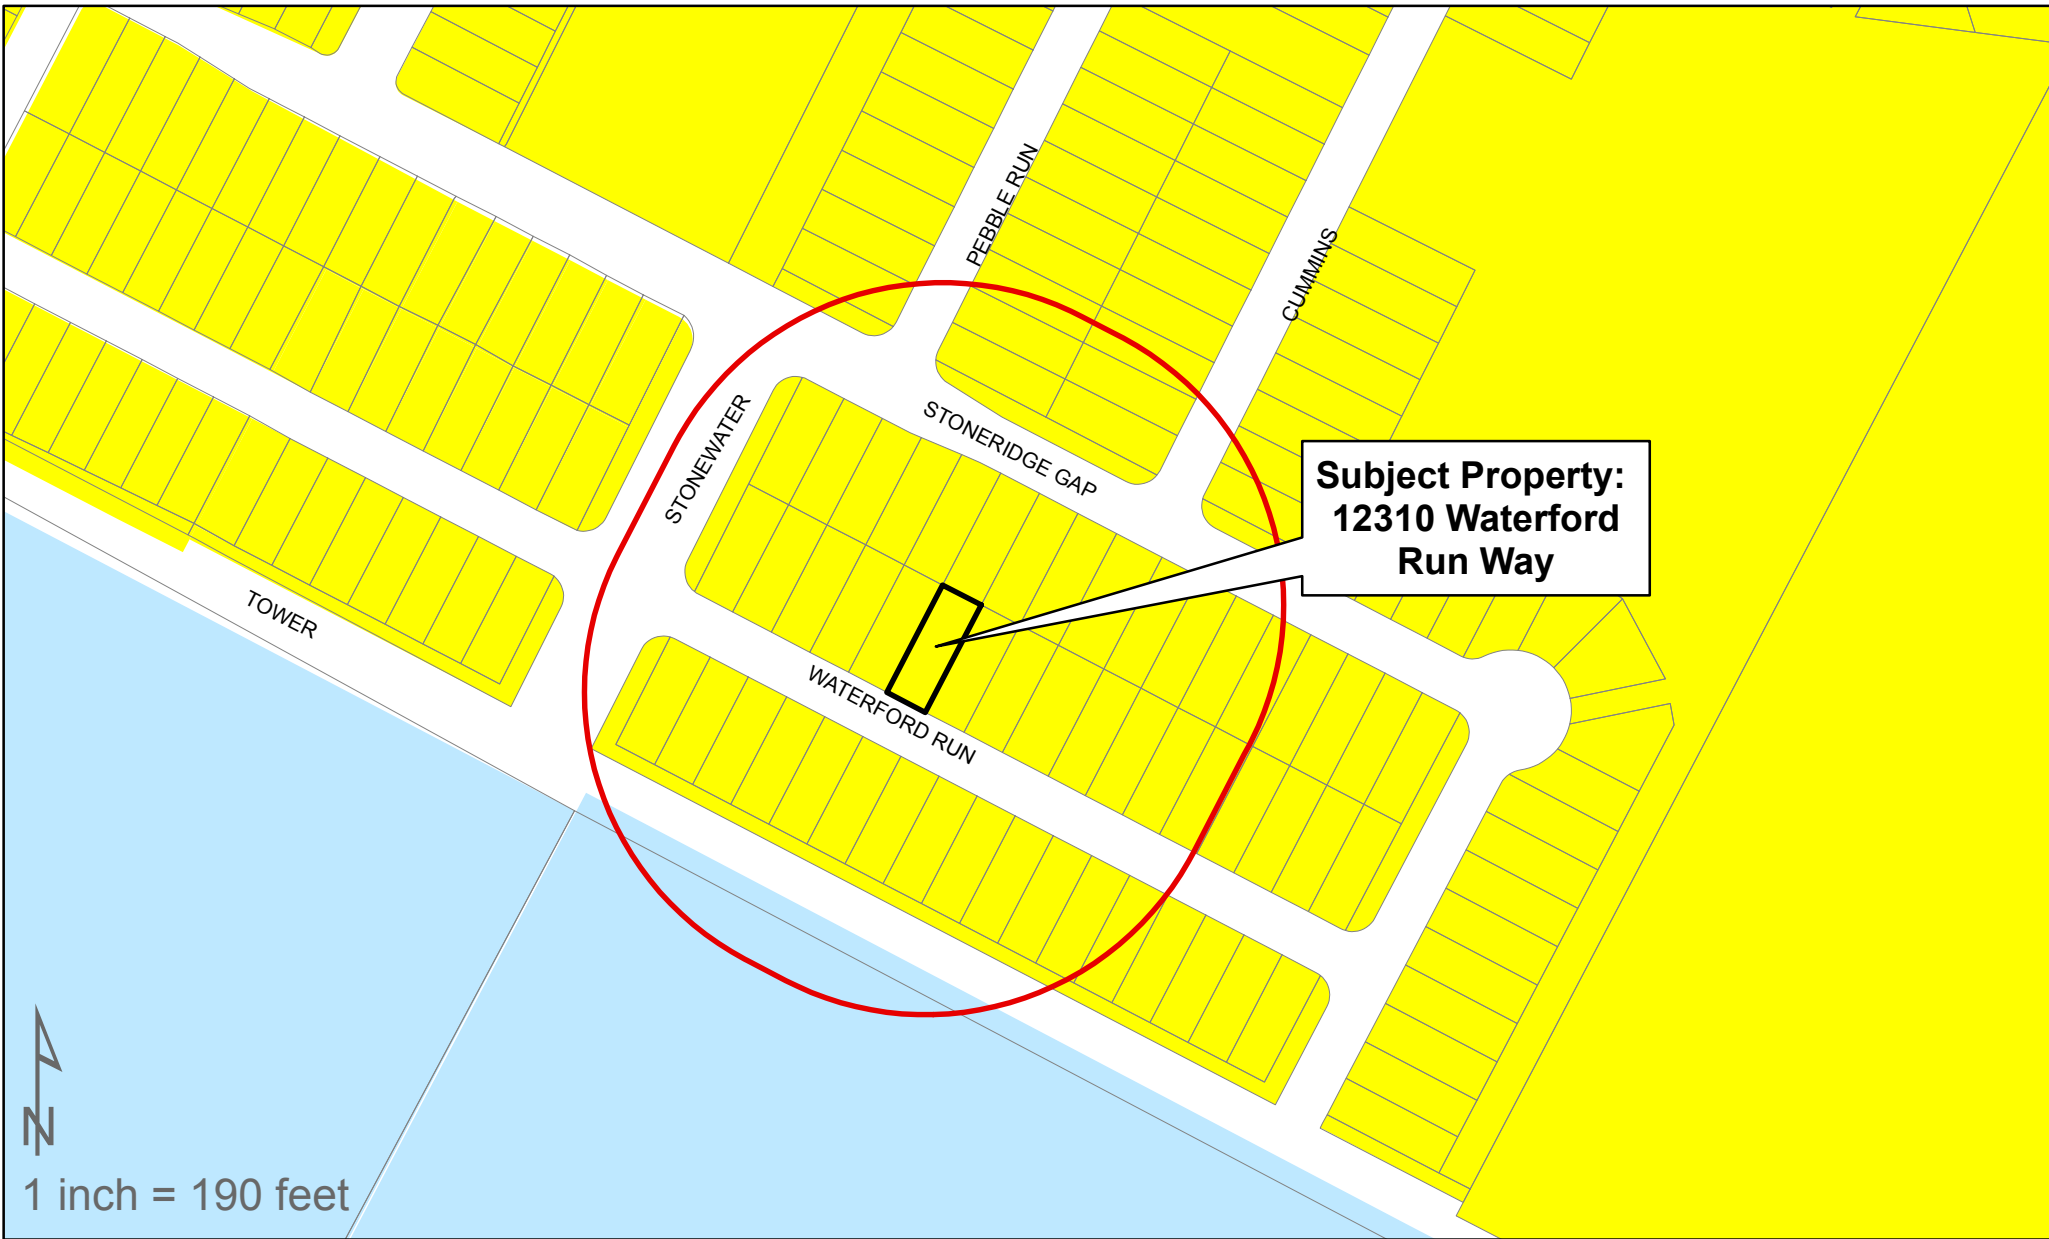 PEBBLE RUN
CUMMINS
STONEWATER
STONERIDGE GAP
Subject Property:
12310 Waterford
Run Way
TOWER
WATERFORD RUN
N
1 inch = 190 feet